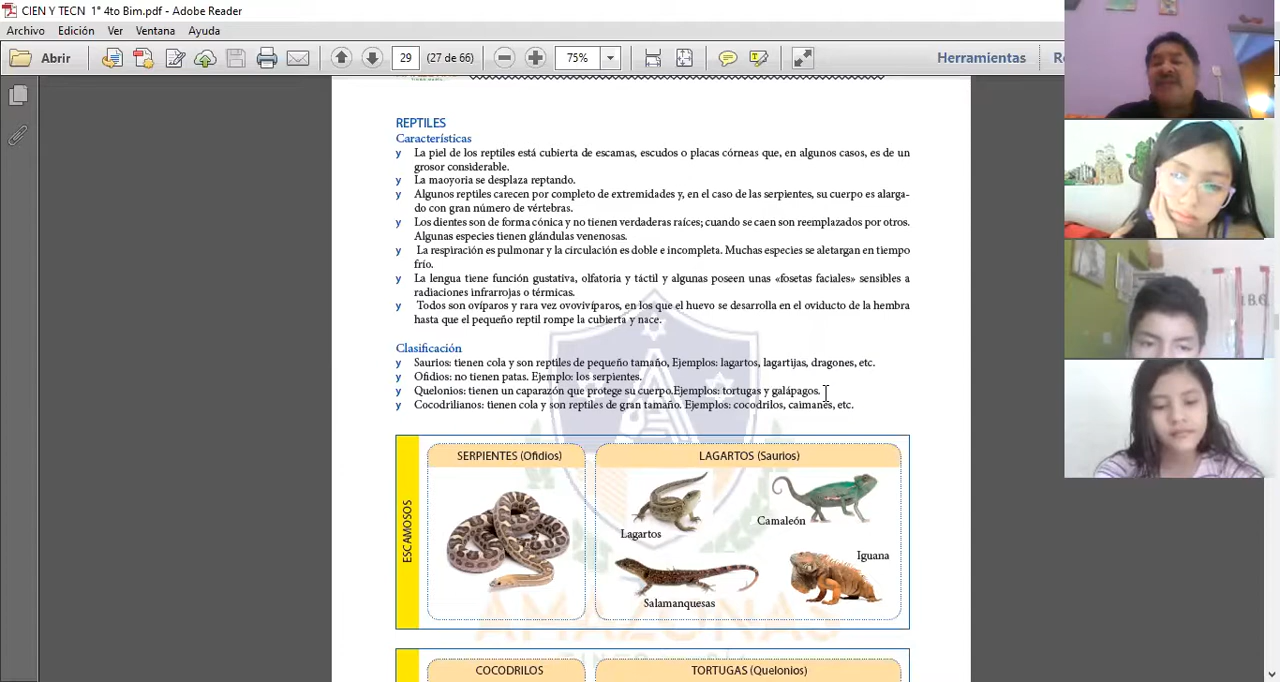 CIEN Y TECN 1° 4to Bim.pdf - Adobe Reader
Archivo Edición Ver Ventana Ayuda
Abrir 29 (27 de 66) 75% Herramientas
REPTILES
Características
y La piel de los reptiles está cubierta de escamas, escudos o placas córneas que, en algunos casos, es de un
grosor considerable.
y La maoyoria se desplaza reptando.
y Algunos reptiles carecen por completo de extremidades y, en el caso de las serpientes, su cuerpo es alarga-
do con gran número de vértebras.
y Los dientes son de forma cónica y no tienen verdaderas raíces; cuando se caen son reemplazados por otros.
Algunas especies tienen glándulas venenosas.
y La respiración es pulmonar y la circulación es doble e incompleta. Muchas especies se aletargan en tiempo
frío.
y La lengua tiene función gustativa, olfatoria y táctil y algunas poseen unas «fosetas faciales» sensibles a
radiaciones infrarrojas o térmicas.
y Todos son ovíparos y rara vez ovovivíparos, en los que el huevo se desarrolla en el oviducto de la hembra
hasta que el pequeño reptil rompe la cubierta y nace.
Clasificación
y Saurios: tienen cola y son reptiles de pequeño tamaño, Ejemplos: lagartos, lagartijas, dragones, etc.
y Ofidios: no tienen patas. Ejemplo: los serpientes.
y Quelonios: tienen un caparazón que protege su cuerpo.Ejemplos: tortugas y galápagos.
y Cocodrilianos: tienen cola y son reptiles de gran tamaño. Ejemplos: cocodrilos, caimanes, etc.
ESCAMOSOS
SERPIENTES (Ofidios)
LAGARTOS (Saurios)
Lagartos
Camaleón
Salamanquesas
Iguana
AMAZONAS
COCODRILOS
TORTUGAS (Quelonios)